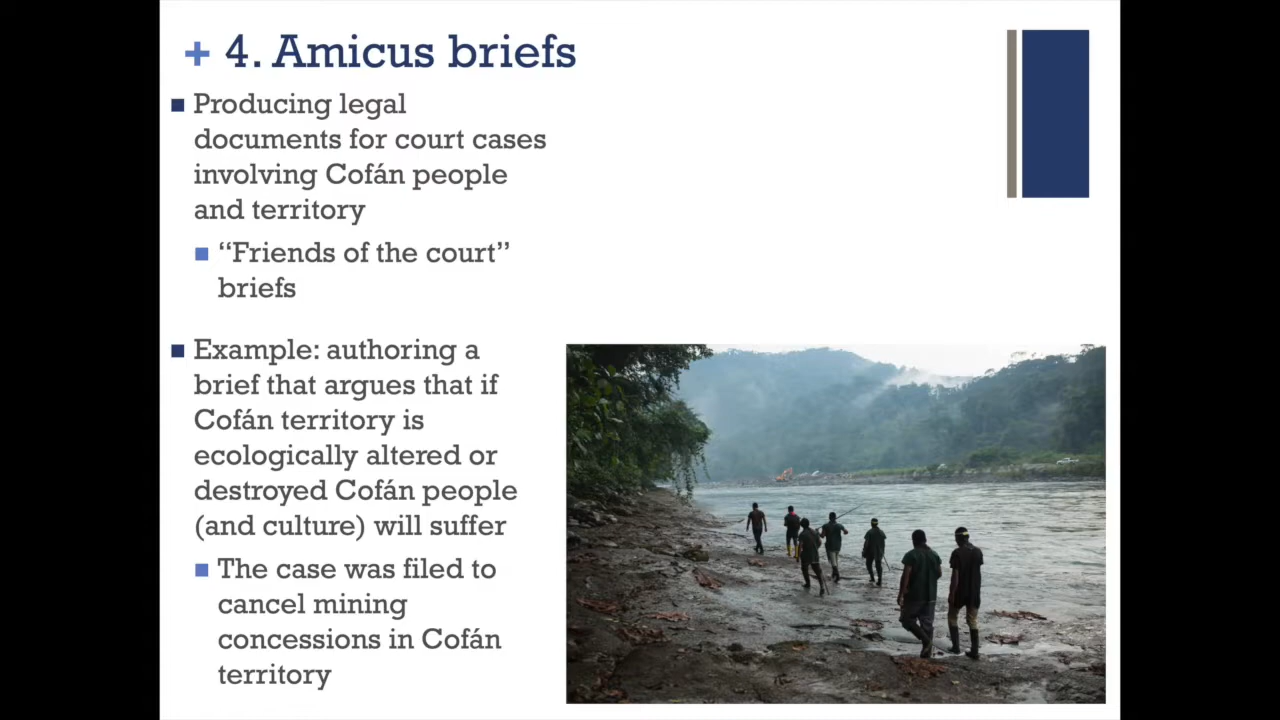 + 4. Amicus briefs
Producing legal
documents for court cases
involving Cofán people
and territory
“Friends of the court”
briefs
Example: authoring a
brief that argues that if
Cofán territory is
ecologically altered or
destroyed Cofán people
(and culture) will suffer
The case was filed to
cancel mining
concessions in Cofán
territory